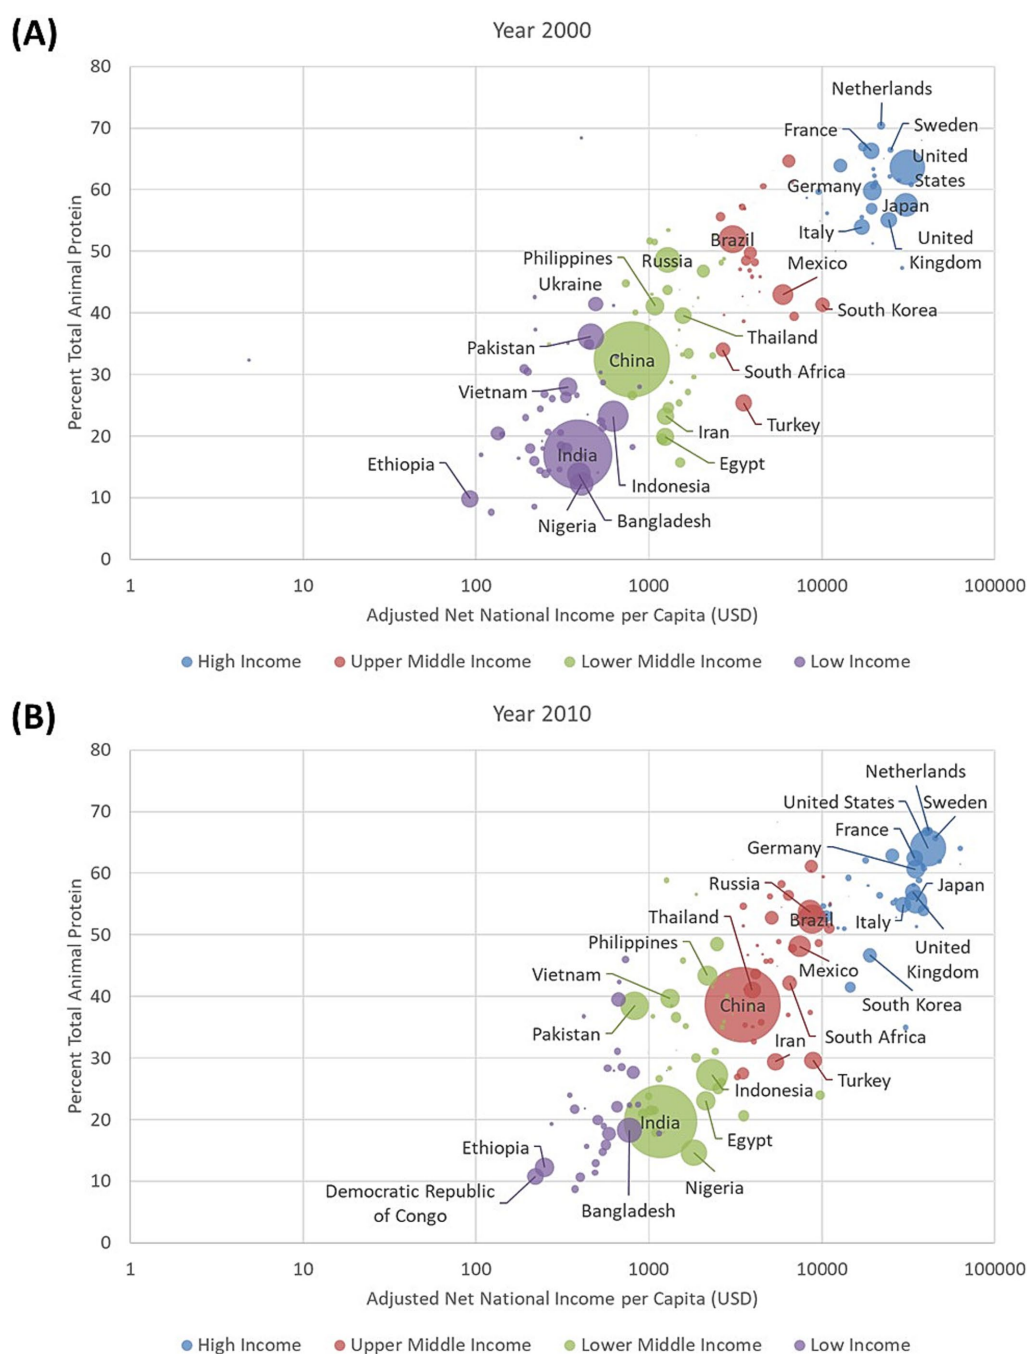 (A)
Year 2000
Percent Total Animal Protein
80
70
60
50
40
30
20
10
0
Netherlands
France
Sweden
United
States
Germany
Japan
Italy
United
Kingdom
Brazil
Philippines
Russia
Mexico
Ukraine
South Korea
Pakistan
Thailand
China
South Africa
Vietnam
Turkey
Iran
Ethiopia
India
Egypt
Indonesia
Nigeria
Bangladesh
1
10
100
1000
10000
100000
Adjusted Net National Income per Capita (USD)
High Income
Upper Middle Income
Lower Middle Income
Low Income
(B)
Year 2010
Percent Total Animal Protein
80
70
60
50
40
30
20
10
0
Netherlands
United States
Sweden
France
Germany
Russia
Japan
Thailand
Brazil
Italy
Philippines
United
Kingdom
Vietnam
Mexico
China
South Korea
Pakistan
South Africa
Iran
Turkey
Indonesia
India
Egypt
Ethiopia
Nigeria
Democratic Republic
of Congo
Bangladesh
1
10
100
1000
10000
100000
Adjusted Net National Income per Capita (USD)
High Income
Upper Middle Income
Lower Middle Income
Low Income